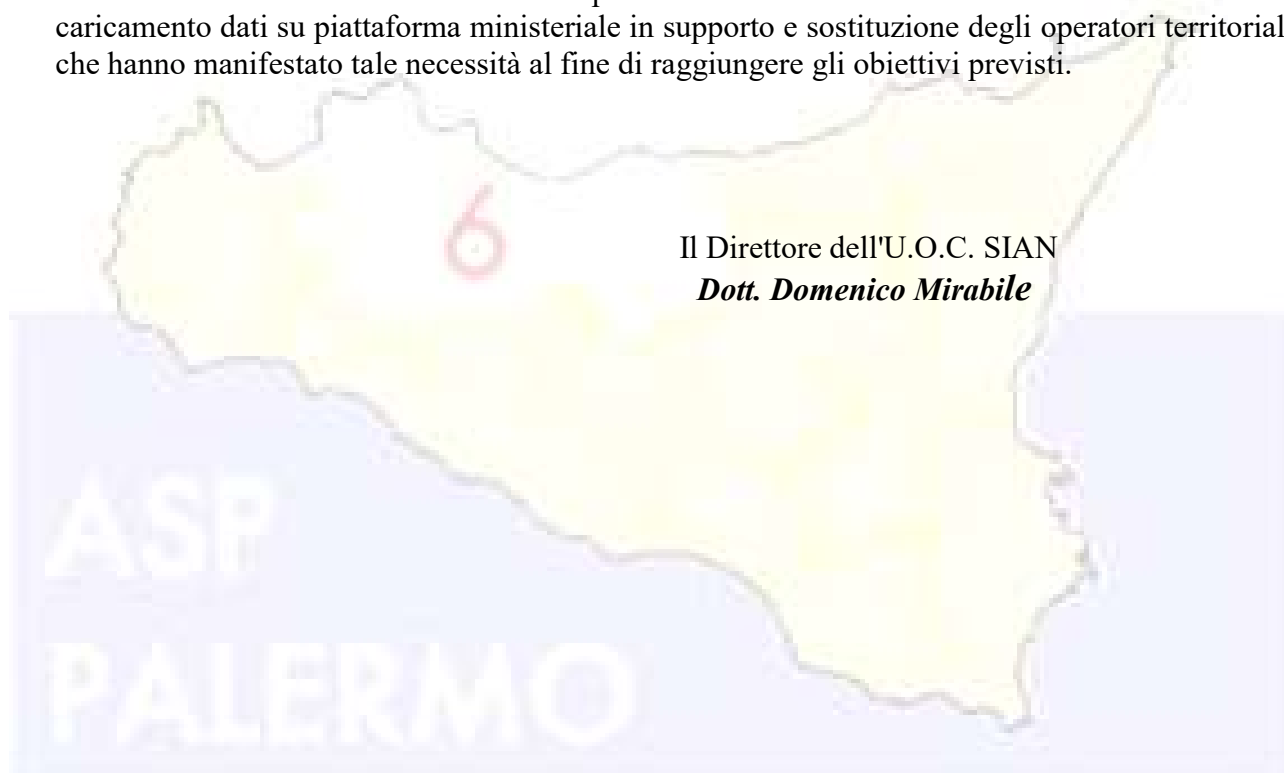 caricamento dati su piattaforma ministeriale in supporto e sostituzione degli operatori territorial
che hanno manifestato tale necessità al fine di raggiungere gli obiettivi previsti.
6
Il Direttore dell'U.O.C. SIAN
Dott. Domenico Mirabile
ASP
PALERMO